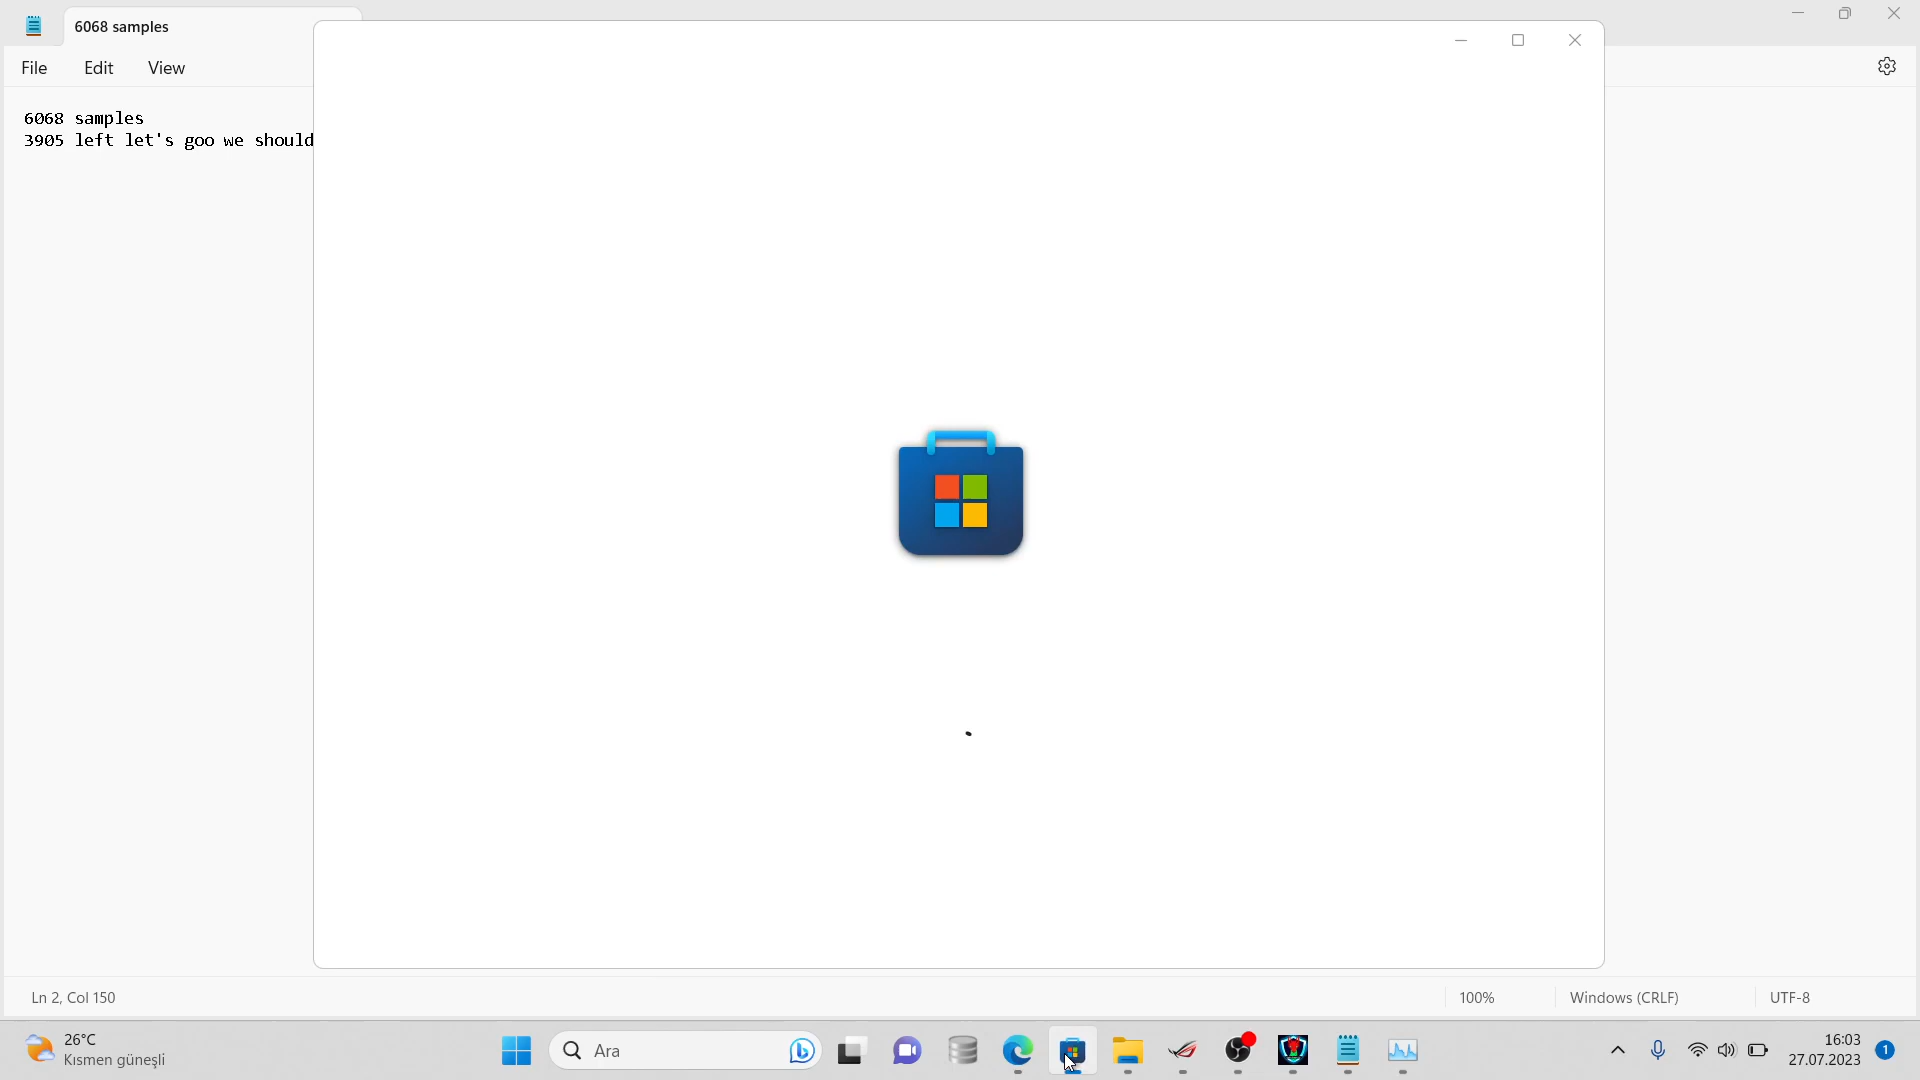 6068 samples
File Edit View
6068 samples
3905 left let's goo we should
Ln 2, Col 150
100%
Windows (CRLF)
UTF-8
26°C
Kısmen güneşli
Ara
16:03
27.07.2023
1